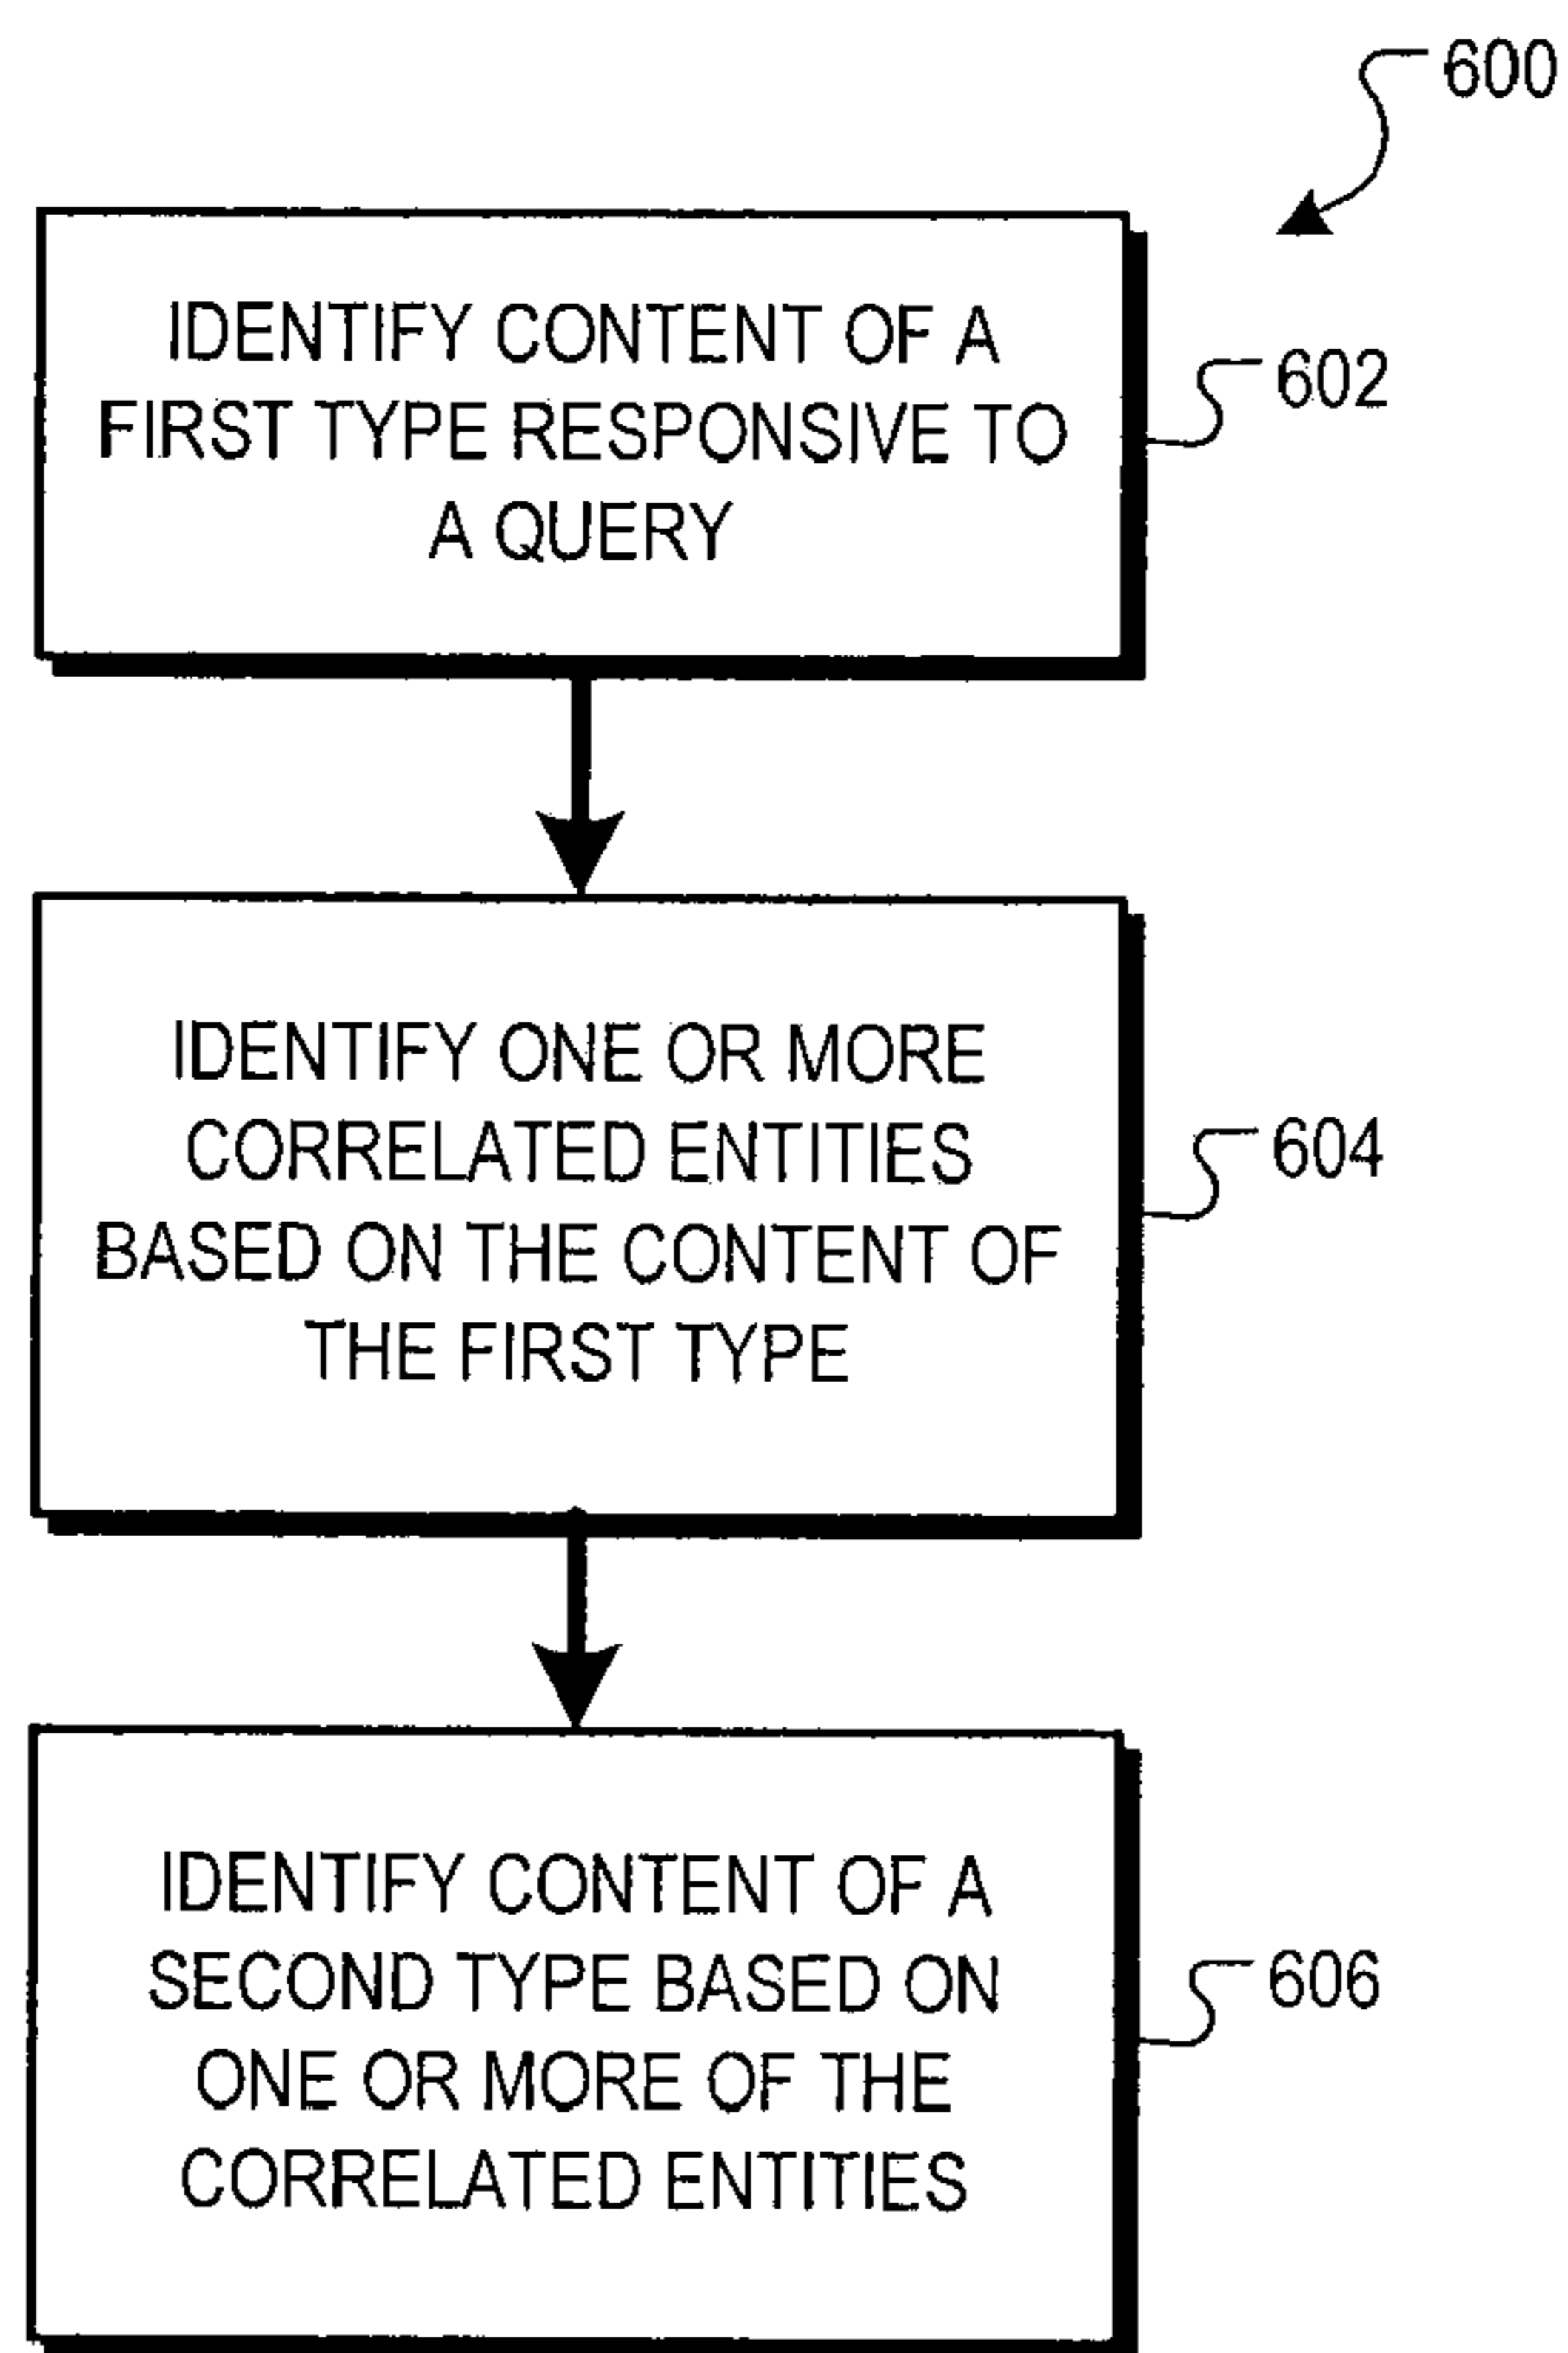 600
IDENTIFY CONTENT OF A
FIRST TYPE RESPONSIVE TO
A QUERY
602
IDENTIFY ONE OR MORE
CORRELATED ENTITIES
BASED ON THE CONTENT OF
THE FIRST TYPE
604
IDENTIFY CONTENT OF A
SECOND TYPE BASED ON
ONE OR MORE OF THE
CORRELATED ENTITIES
606